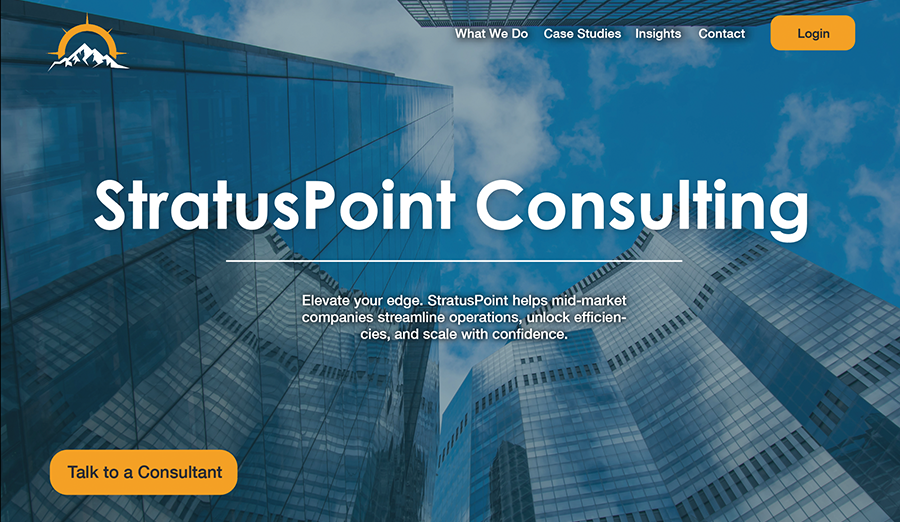 What We Do Case Studies Insights Contact Login
StratusPoint Consulting
Elevate your edge. StratusPoint helps mid-market
companies streamline operations, unlock efficien-
cies, and scale with confidence.
Talk to a Consultant